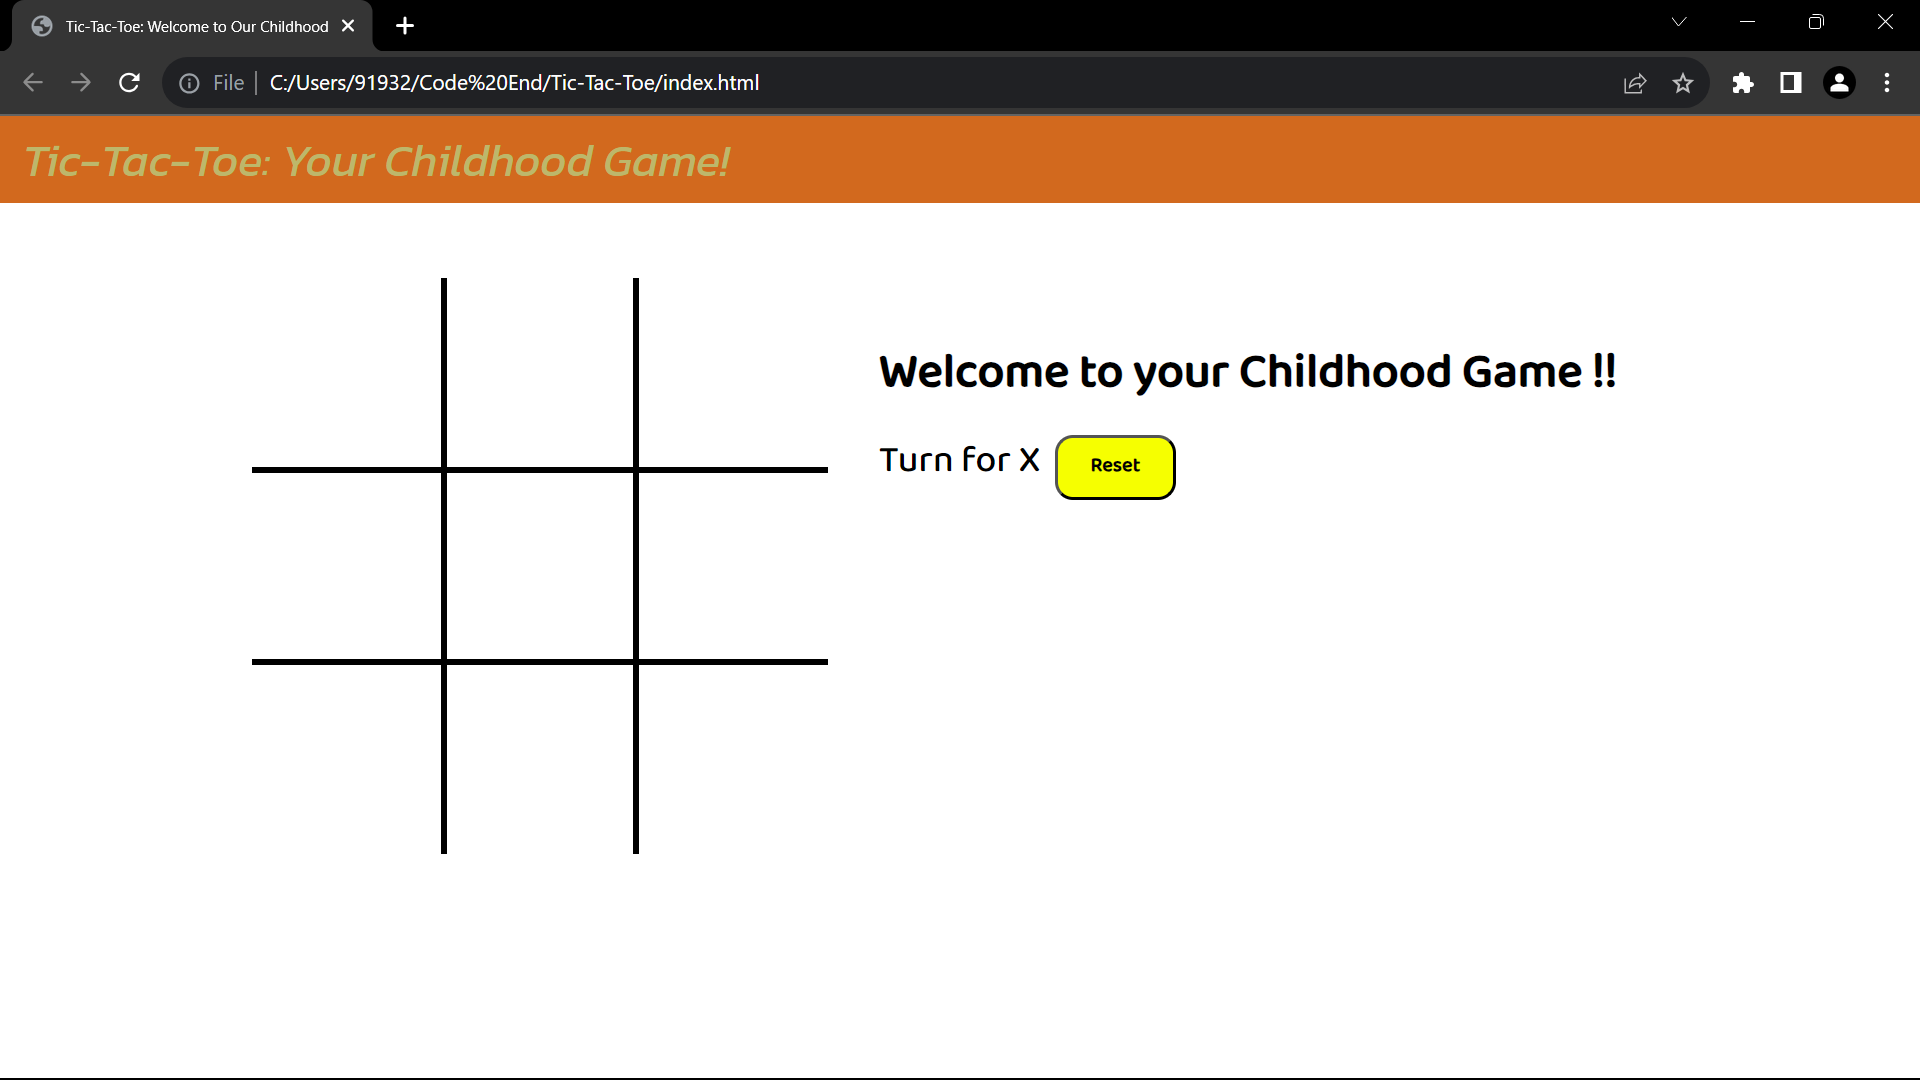 Tic-Tac-Toe: Welcome to Our Childhood
File C:/Users/91932/Code%20End/Tic-Tac-Toe/index.html
Tic-Tac-Toe: Your Childhood Game!
Welcome to your Childhood Game !!
Turn for X Reset